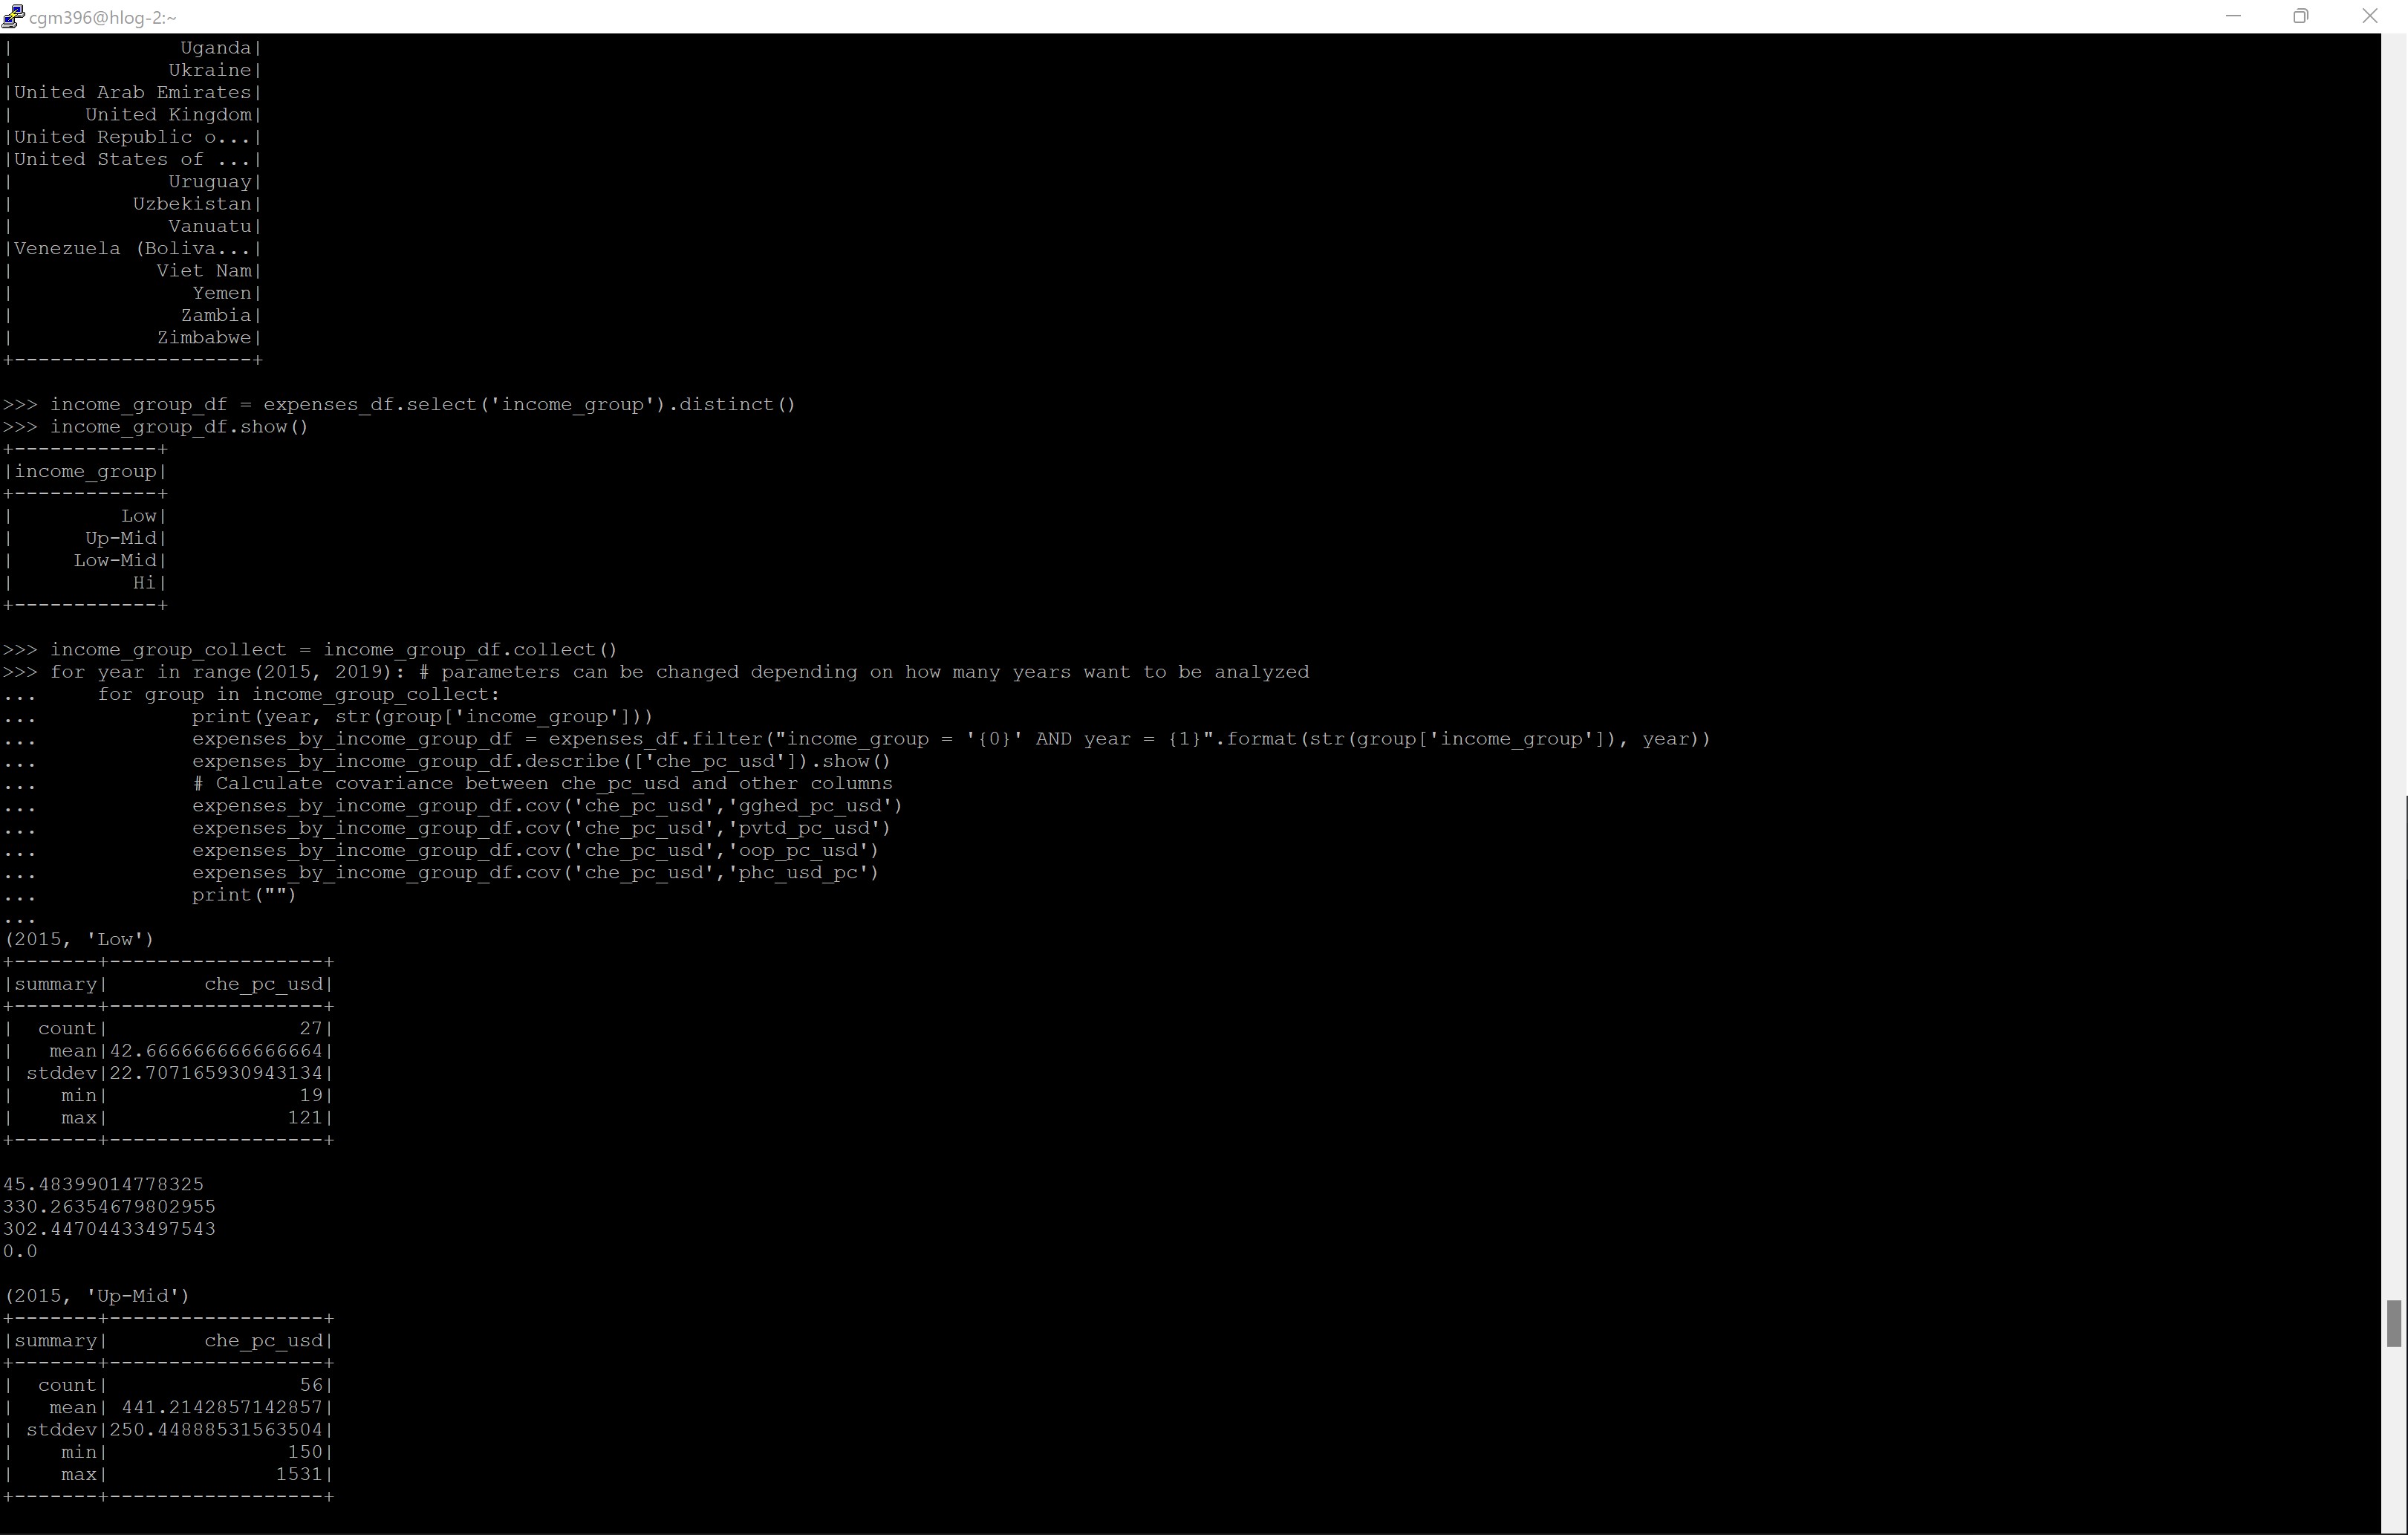 cgm396@hlog-2:~
|              Uganda|
|             Ukraine|
|United Arab Emirates|
|      United Kingdom|
|United Republic o...|
|United States of ...|
|             Uruguay|
|          Uzbekistan|
|             Vanuatu|
|Venezuela (Boliva...|
|            Viet Nam|
|               Yemen|
|              Zambia|
|            Zimbabwe|
+--------------------+
>>> income_group_df = expenses_df.select('income_group').distinct()
>>> income_group_df.show()
+------------+
|income_group|
+------------+
|         Low|
|      Up-Mid|
|     Low-Mid|
|          Hi|
+------------+
>>> income_group_collect = income_group_df.collect()
>>> for year in range(2015, 2019): # parameters can be changed depending on how many years want to be analyzed
...     for group in income_group_collect:
...             print(year, str(group['income_group']))
...             expenses_by_income_group_df = expenses_df.filter("income_group = '{0}' AND year = {1}".format(str(group['income_group']), year))
...             expenses_by_income_group_df.describe(['che_pc_usd']).show()
...             # Calculate covariance between che_pc_usd and other columns
...             expenses_by_income_group_df.cov('che_pc_usd','gghed_pc_usd')
...             expenses_by_income_group_df.cov('che_pc_usd','pvtd_pc_usd')
...             expenses_by_income_group_df.cov('che_pc_usd','oop_pc_usd')
...             expenses_by_income_group_df.cov('che_pc_usd','phc_usd_pc')
...             print("")
...
(2015, 'Low')
+-------+------------------+
|summary|        che_pc_usd|
+-------+------------------+
|  count|                27|
|   mean|42.666666666666664|
| stddev|22.707165930943134|
|    min|                19|
|    max|               121|
+-------+------------------+
45.48399014778325
330.26354679802955
302.44704433497543
0.0
(2015, 'Up-Mid')
+-------+------------------+
|summary|        che_pc_usd|
+-------+------------------+
|  count|                56|
|   mean| 441.2142857142857|
| stddev|250.44888531563504|
|    min|               150|
|    max|              1531|
+-------+------------------+